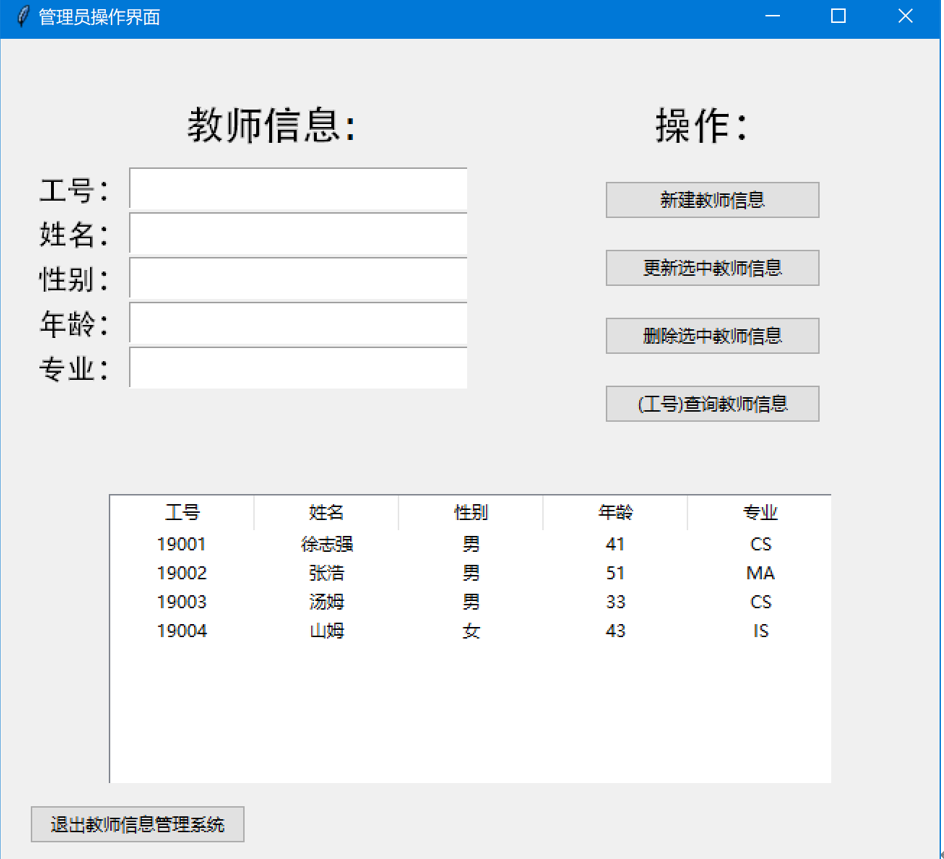 管理员操作界面
教师信息:
操作:
工号:
姓名:
性别:
年龄:
专业:
新建教师信息
更新选中教师信息
删除选中教师信息
(工号)查询教师信息
工号 姓名 性别 年龄 专业
19001 徐志强 男 41 CS
19002 张浩 男 51 MA
19003 汤姆 男 33 CS
19004 山姆 女 43 IS
退出教师信息管理系统